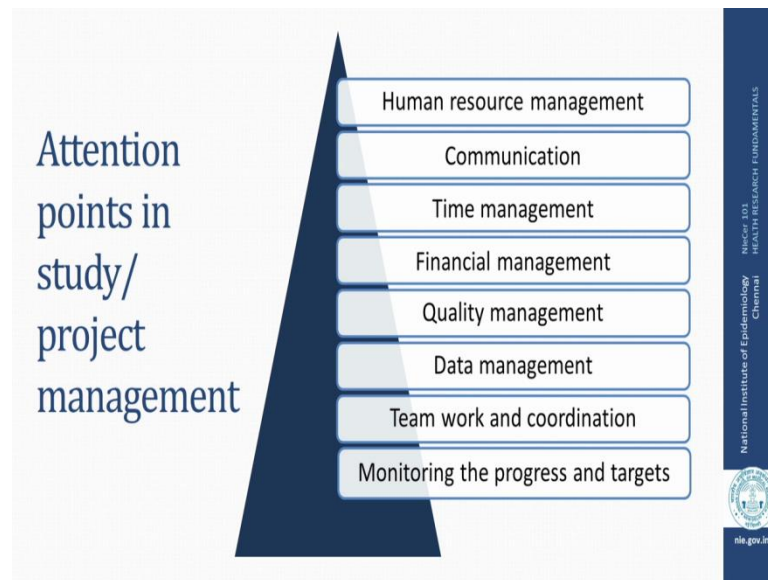 Attention
points in
study/
project
management
Human resource management
Communication
Time management
Financial management
Quality management
Data management
Team work and coordination
Monitoring the progress and targets
National Institute of Epidemiology
Chennai
NIeCer 101
HEALTH RESEARCH FUNDAMENTALS
nie.gov.in